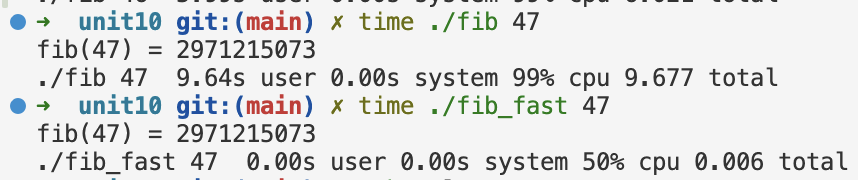 ➜  unit10 git:(main) ✗ time ./fib 47
fib(47) = 2971215073
./fib 47  9.64s user 0.00s system 99% cpu 9.677 total
➜  unit10 git:(main) ✗ time ./fib_fast 47
fib(47) = 2971215073
./fib_fast 47  0.00s user 0.00s system 50% cpu 0.006 total